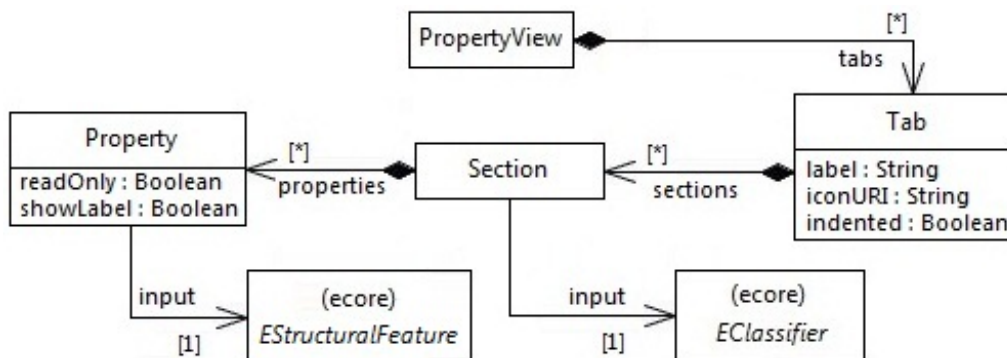 PropertyView
[*]
tabs
Property
readOnly : Boolean
showLabel : Boolean
[*]
properties
Section
[*]
sections
Tab
label : String
iconURI : String
indented : Boolean
input
[1]
(ecore)
EStructuralFeature
input
[1]
(ecore)
EClassifier